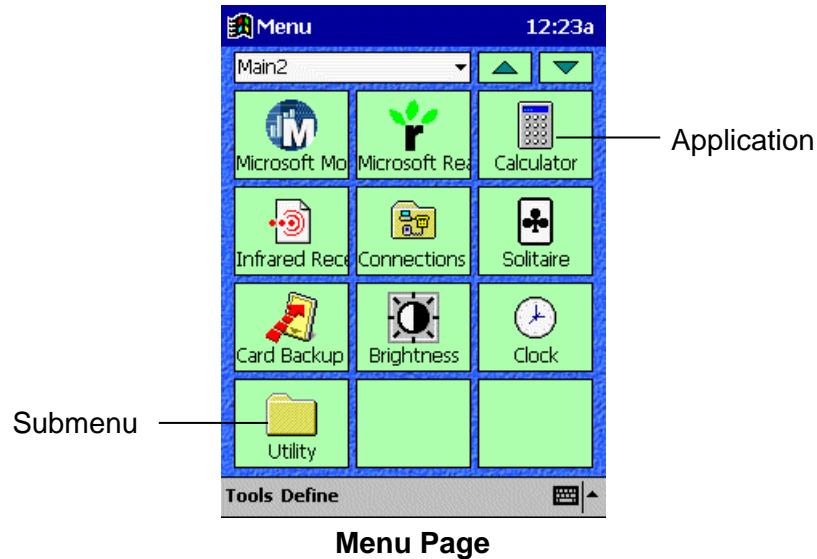 Menu 12:23a
Main2
Microsoft Mo Microsoft Rea Calculator
Application
Infrared Rece Connections Solitaire
Card Backup Brightness Clock
Submenu
Utility
Tools Define
Menu Page